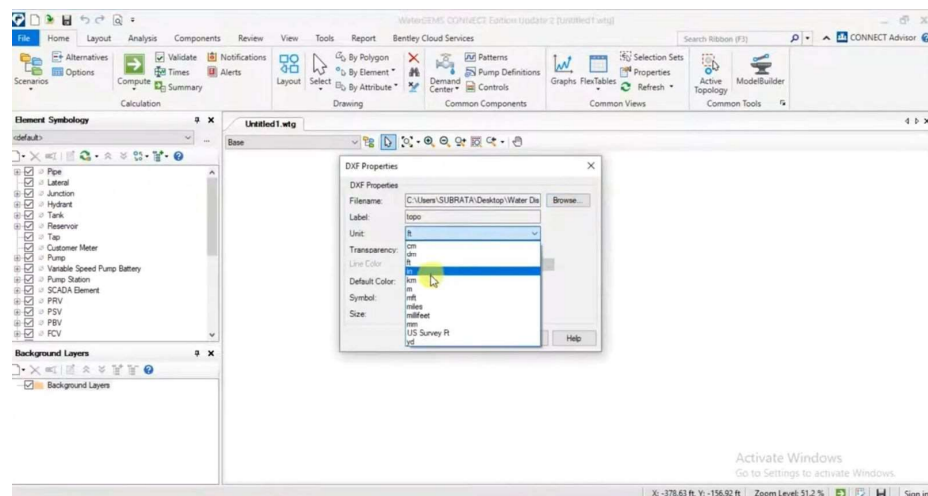 WaterGEMS CONNECT Edition Update 2 [Untitled1.wtg]
File Home Layout Analysis Components Review View Tools Report Bentley Cloud Services Search Ribbon (F3) CONNECT Advisor
Scenarios Alternatives Options Compute Validate Times Summary Notifications Alerts Layout Select By Polygon By Element By Attribute Demand Center Patterns Pump Definitions Controls Graphs FlexTables Selection Sets Properties Refresh Active Topology ModelBuilder
Calculation Drawing Common Components Common Views Common Tools
Element Symbology
Untitled1.wtg
<default>
Base
Pipe
Lateral
Junction
Hydrant
Tank
Reservoir
Tap
Customer Meter
Pump
Variable Speed Pump Battery
Pump Station
SCADA Element
PRV
PSV
PBV
FCV
Background Layers
Background Layers
DXF Properties
DXF Properties
Filename: C:\Users\SUBRATA\Desktop\Water Dis Browse...
Label: topo
Unit: ft
Transparency:
Line Color
Default Color:
Symbol:
Size:
cm
dm
ft
in
km
m
mft
miles
millifeet
mm
US Survey Ft
yd
Help
Activate Windows
Go to Settings to activate Windows.
X: -378.63 ft, Y: -156.92 ft Zoom Level: 51.2 % Sign in